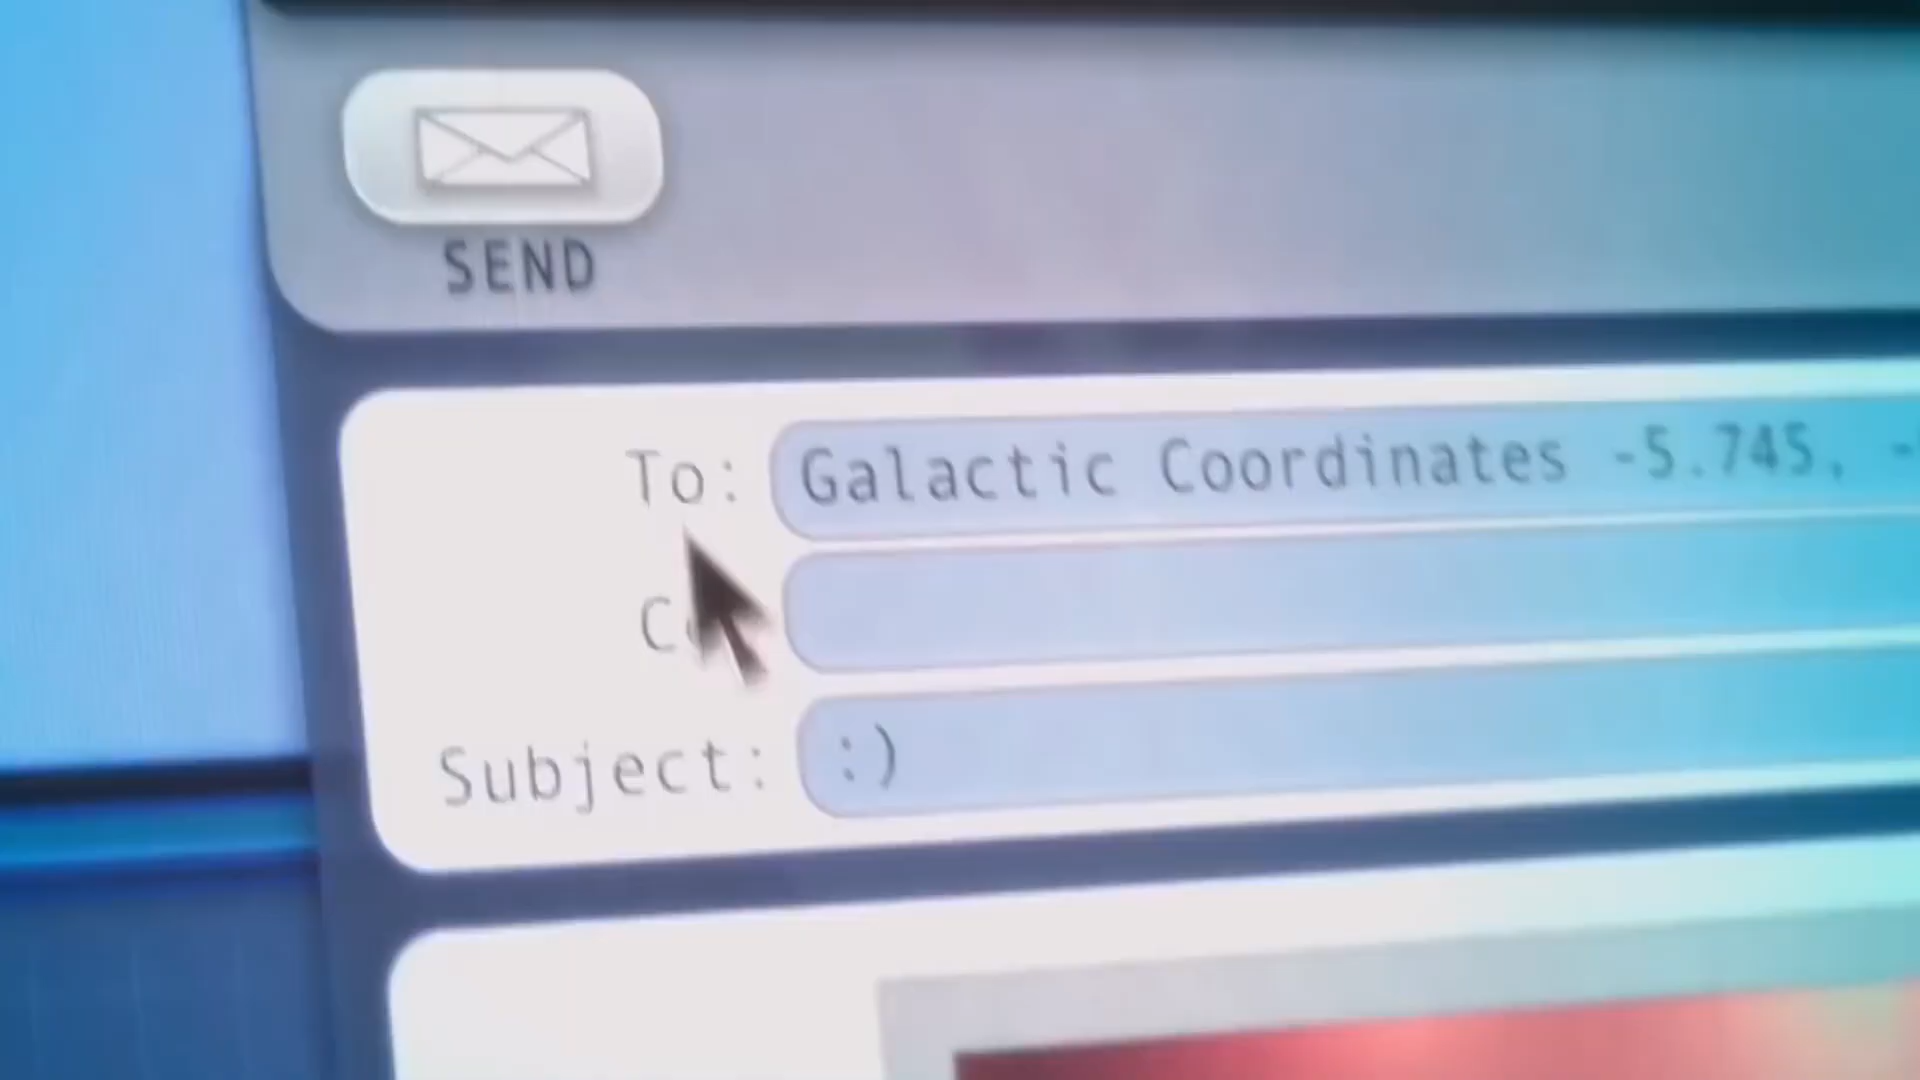 SEND
To: Galactic Coordinates -5.745, -
Subject: :)